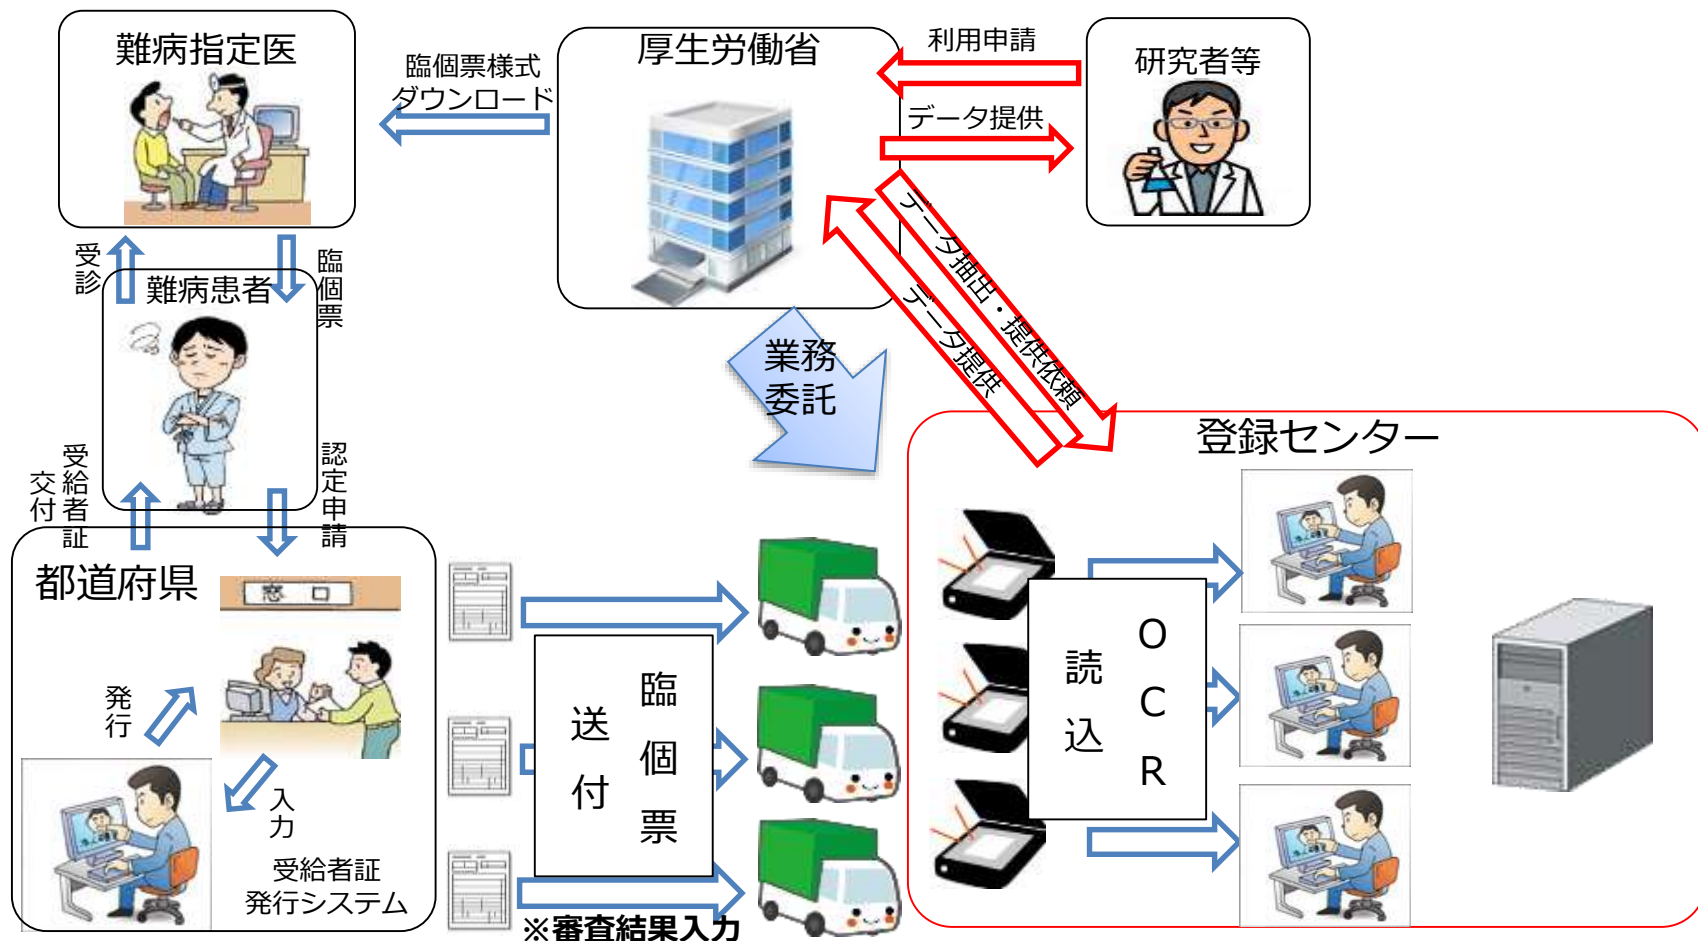 難病指定医
臨個票様式
ダウンロード
厚生労働省
利用申請
データ提供
研究者等
受診
臨個票
難病患者
データ抽出・提供依頼
データ提供
業務
委託
受給者証
交付
認定申請
都道府県
窓口
発行
入力
受給者証
発行システム
臨個票
送付
※審査結果入力
登録センター
OCR
読込